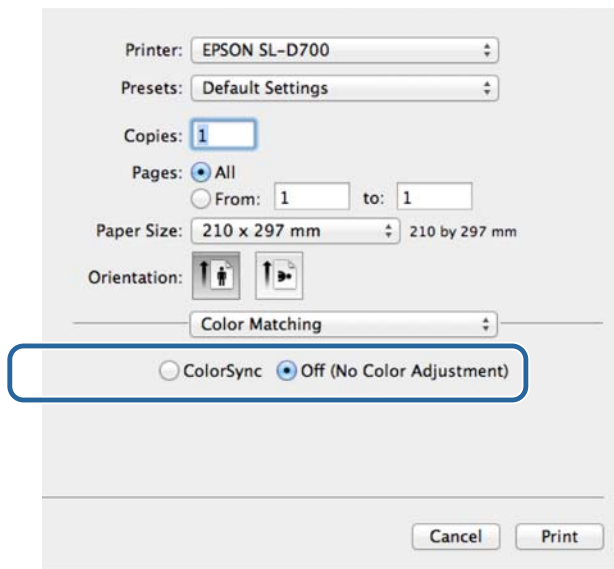 Printer: EPSON SL-D700
Presets: Default Settings
Copies: 1
Pages: All
From: 1 to: 1
Paper Size: 210 x 297 mm 210 by 297 mm
Orientation:
Color Matching
ColorSync Off (No Color Adjustment)
Cancel Print